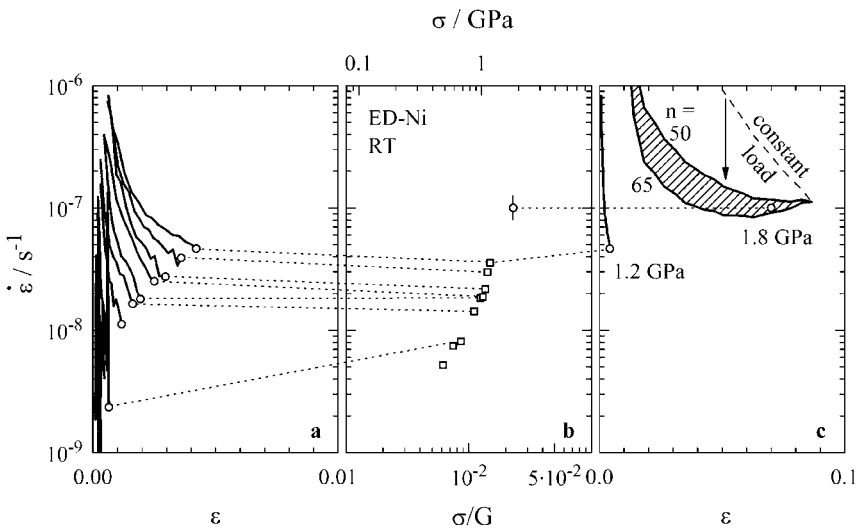 σ / GPa
0.1 1
10⁻⁶
10⁻⁷
10⁻⁸
10⁻⁹
ε̇ / s⁻¹
ED-Ni
RT
n =
50
65
constant
load
1.8 GPa
1.2 GPa
a
b
c
0.00 0.01 10⁻² 5·10⁻² 0.0 0.1
ε σ/G ε